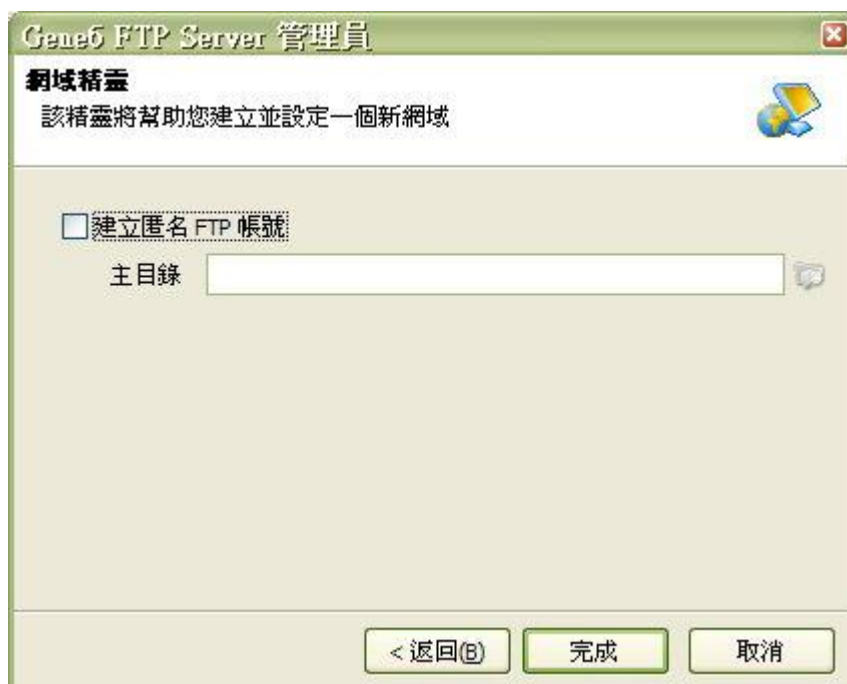 Gene6 FTP Server 管理員
網域精靈
該精靈將幫助您建立並設定一個新網域
建立匿名 FTP 帳號
主目錄
< 返回(B)
完成
取消